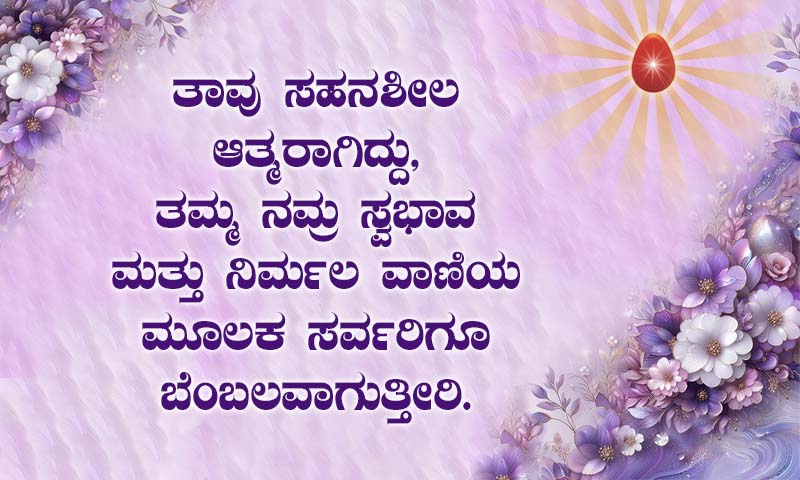 ತಾವು ಸಹನಶೀಲ
ಆತ್ಮರಾಗಿದ್ದು,
ತಮ್ಮ ನಮ್ರ ಸ್ವಭಾವ
ಮತ್ತು ನಿರ್ಮಲ ವಾಣಿಯ
ಮೂಲಕ ಸರ್ವರಿಗೂ
ಬೆಂಬಲವಾಗುತ್ತೀರಿ.